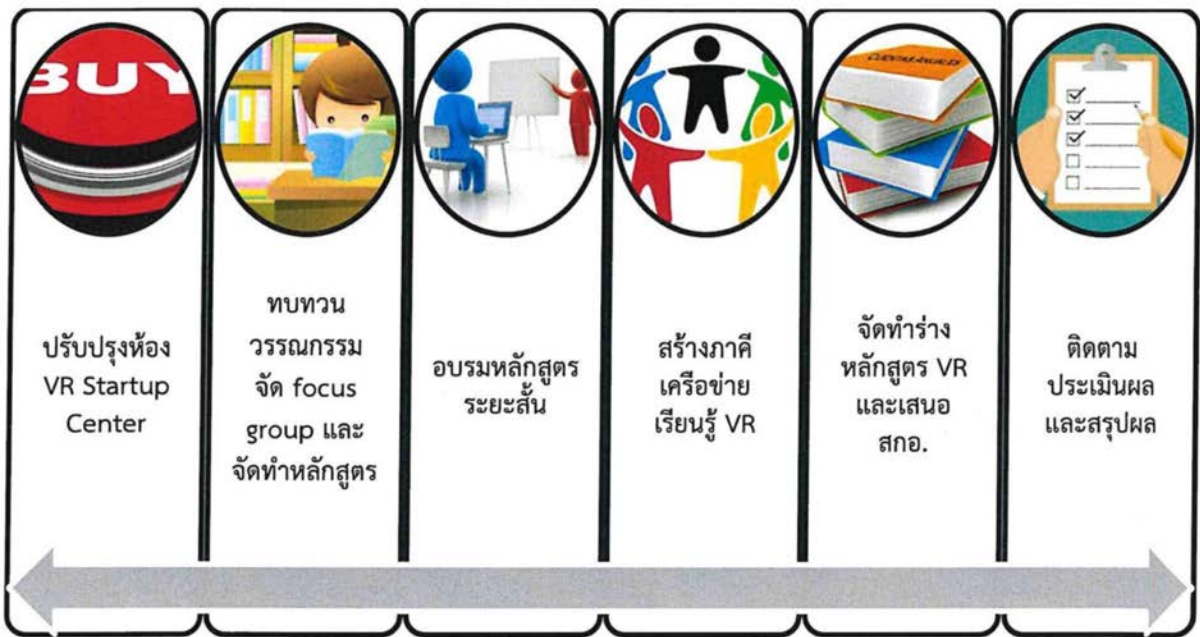 BUY
ปรับปรุงห้อง
VR Startup
Center
ทบทวน
วรรณกรรม
จัด focus
group และ
จัดทำหลักสูตร
อบรมหลักสูตร
ระยะสั้น
สร้างภาคี
เครือข่าย
เรียนรู้ VR
จัดทำร่าง
หลักสูตร VR
และเสนอ
สกอ.
ติดตาม
ประเมินผล
และสรุปผล